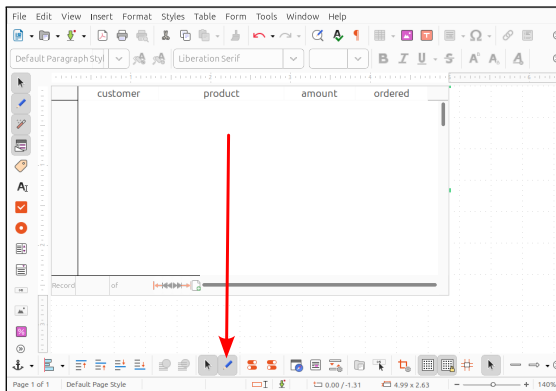 File Edit View Insert Format Styles Table Form Tools Window Help
Default Paragraph Styl Liberation Serif
customer product amount ordered
Record of
Page 1 of 1 Default Page Style 0.00 / -1.31 4.99 x 2.63 140%